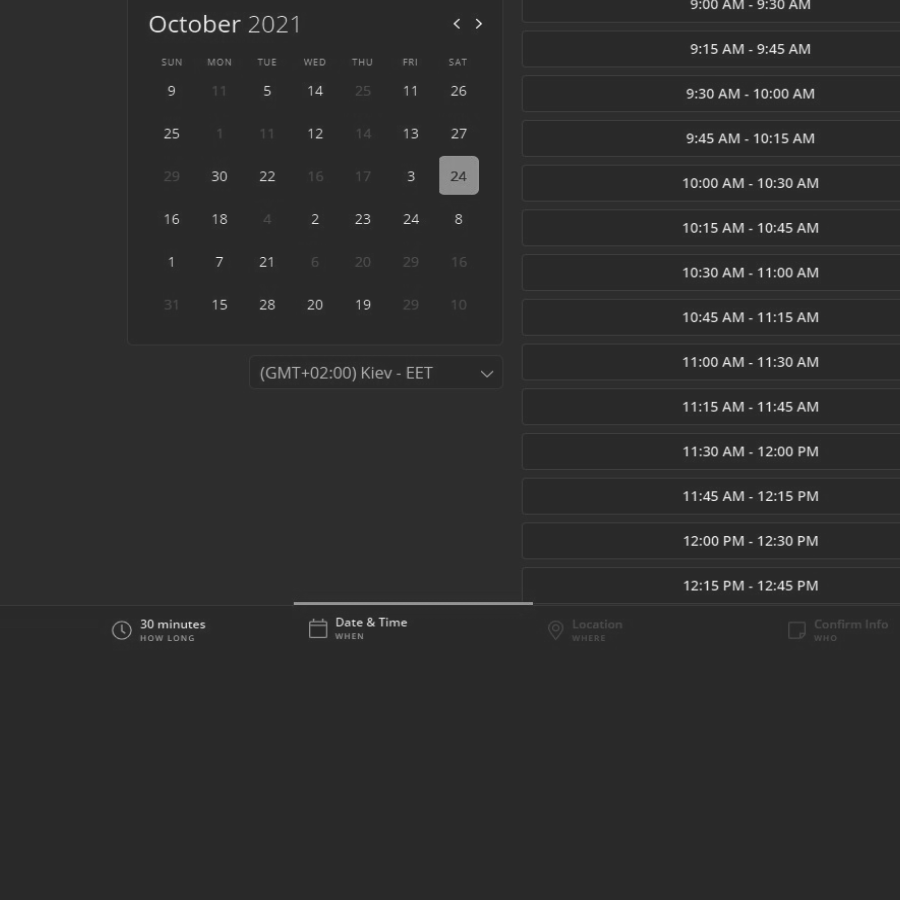 October 2021
SUN MON TUE WED THU FRI SAT
9 11 5 14 25 11 26
25 1 11 12 14 13 27
29 30 22 16 17 3 24
16 18 4 2 23 24 8
1 7 21 6 20 29 16
31 15 28 20 19 29 10
(GMT+02:00) Kiev - EET
9:00 AM - 9:30 AM
9:15 AM - 9:45 AM
9:30 AM - 10:00 AM
9:45 AM - 10:15 AM
10:00 AM - 10:30 AM
10:15 AM - 10:45 AM
10:30 AM - 11:00 AM
10:45 AM - 11:15 AM
11:00 AM - 11:30 AM
11:15 AM - 11:45 AM
11:30 AM - 12:00 PM
11:45 AM - 12:15 PM
12:00 PM - 12:30 PM
12:15 PM - 12:45 PM
30 minutes
HOW LONG
Date & Time
WHEN
Location
WHERE
Confirm Info
WHO